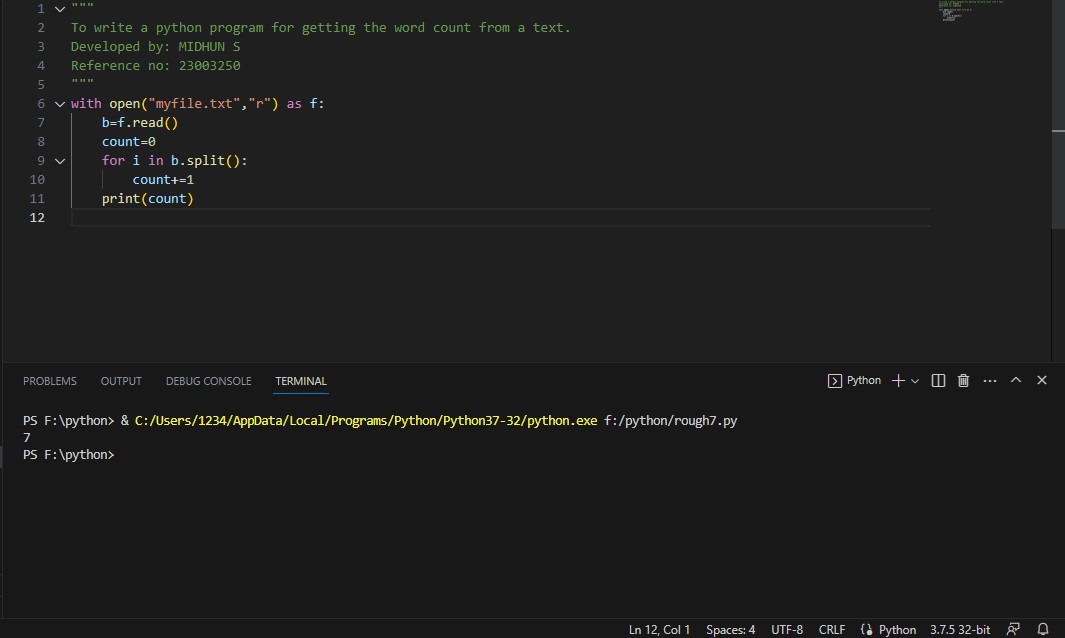 1 """
2 To write a python program for getting the word count from a text.
3 Developed by: MIDHUN S
4 Reference no: 23003250
5 """
6 with open("myfile.txt","r") as f:
7     b=f.read()
8     count=0
9     for i in b.split():
10         count+=1
11     print(count)
12
PROBLEMS OUTPUT DEBUG CONSOLE TERMINAL Python
PS F:\python> & C:/Users/1234/AppData/Local/Programs/Python/Python37-32/python.exe f:/python/rough7.py
7
PS F:\python>
Ln 12, Col 1 Spaces: 4 UTF-8 CRLF Python 3.7.5 32-bit